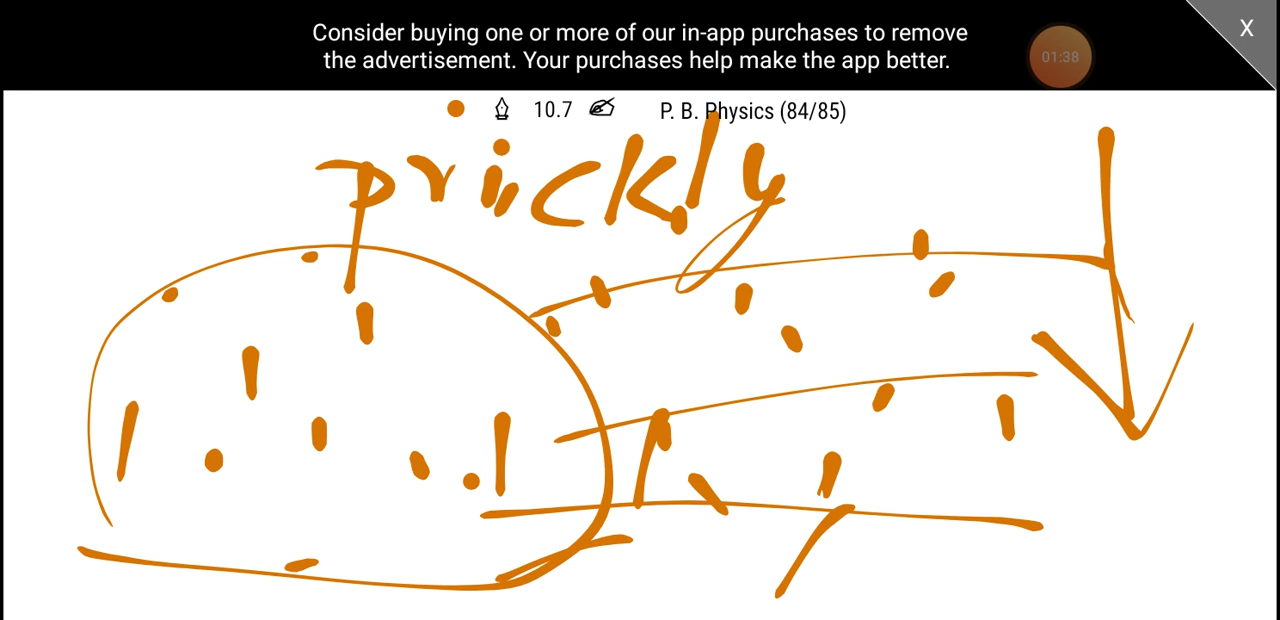 Consider buying one or more of our in-app purchases to remove
the advertisement. Your purchases help make the app better.
01:38
X
10.7
P. B. Physics (84/85)
prickly